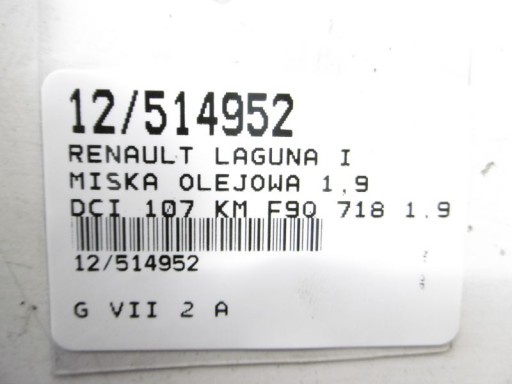 12/514952
RENAULT LAGUNA I
MISKA OLEJOWA 1,9
DCI 107 KM F9Q 718 1.9
12/514952
G VII 2 A